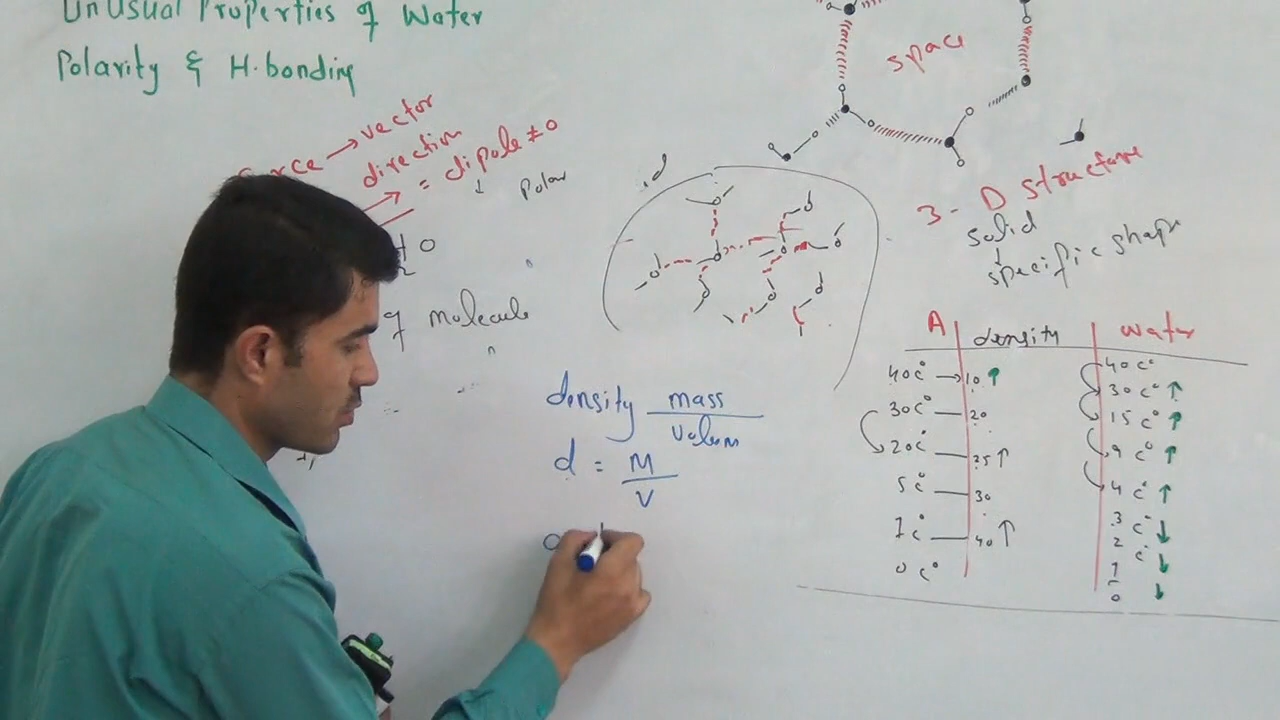 Unusual Properties of Water
Polarity & H-bonding
→ vector
direction
= dipole ≠ 0
↓ polar
of molecule
density mass
volum
d = M
V
space
3-D structure
solid
↓
specific shape
A density water
40c° → 10 ↑ 40c°
30c° — 20 30c° ↑
20c° — 25 ↑ 15c° ↑
5c° — 30 9c° ↑
1c° — 40 ↑ 4c° ↑
0c° 3c° ↓
2c°
1 ↓
0 ↓